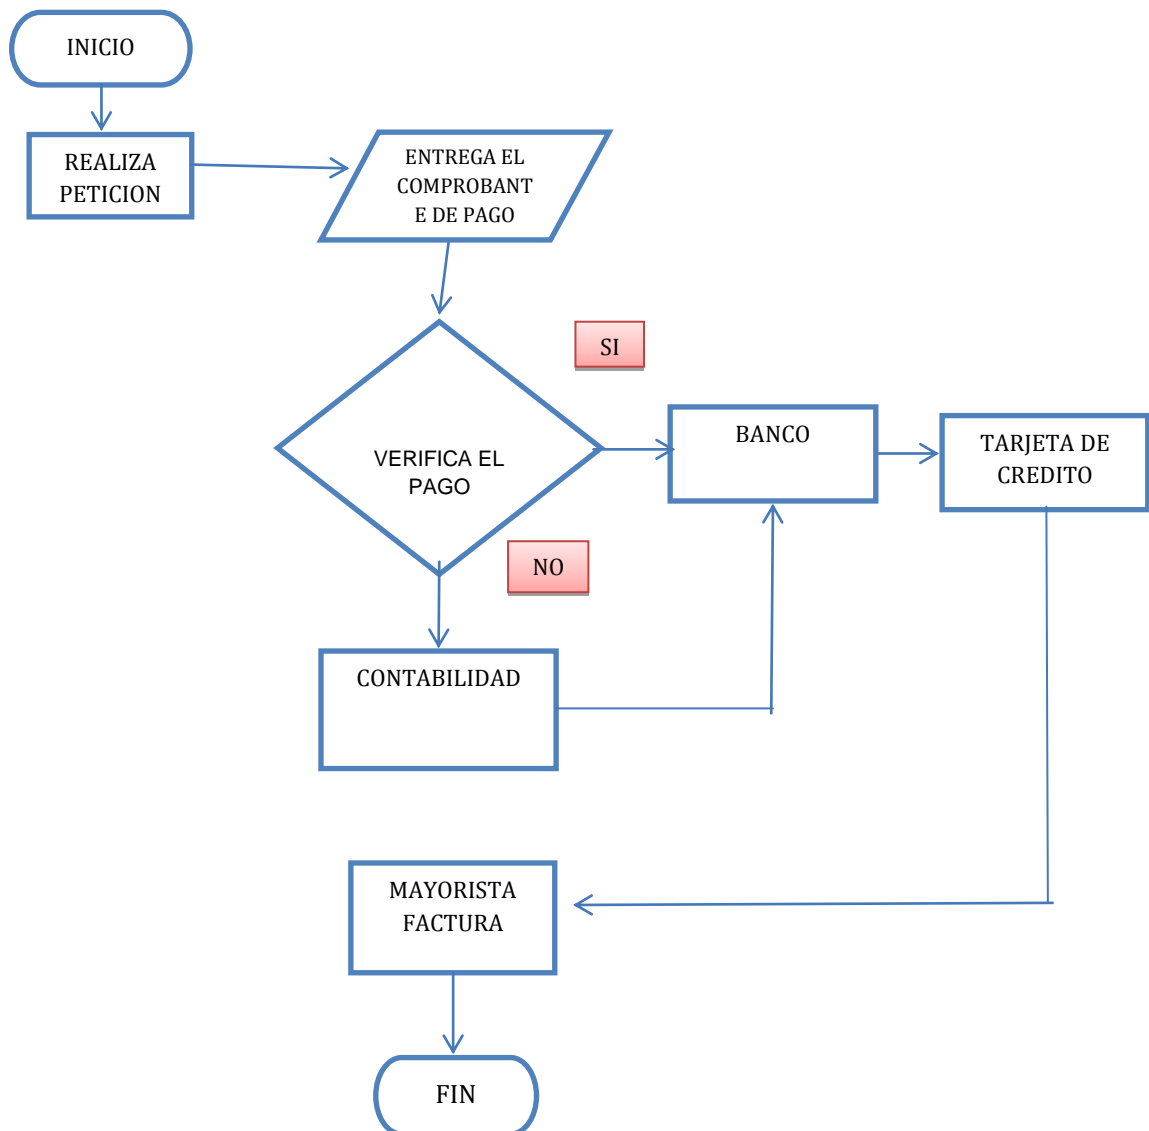 INICIO
REALIZA
PETICION
ENTREGA EL
COMPROBANT
E DE PAGO
SI
VERIFICA EL
PAGO
BANCO
TARJETA DE
CREDITO
NO
CONTABILIDAD
MAYORISTA
FACTURA
FIN